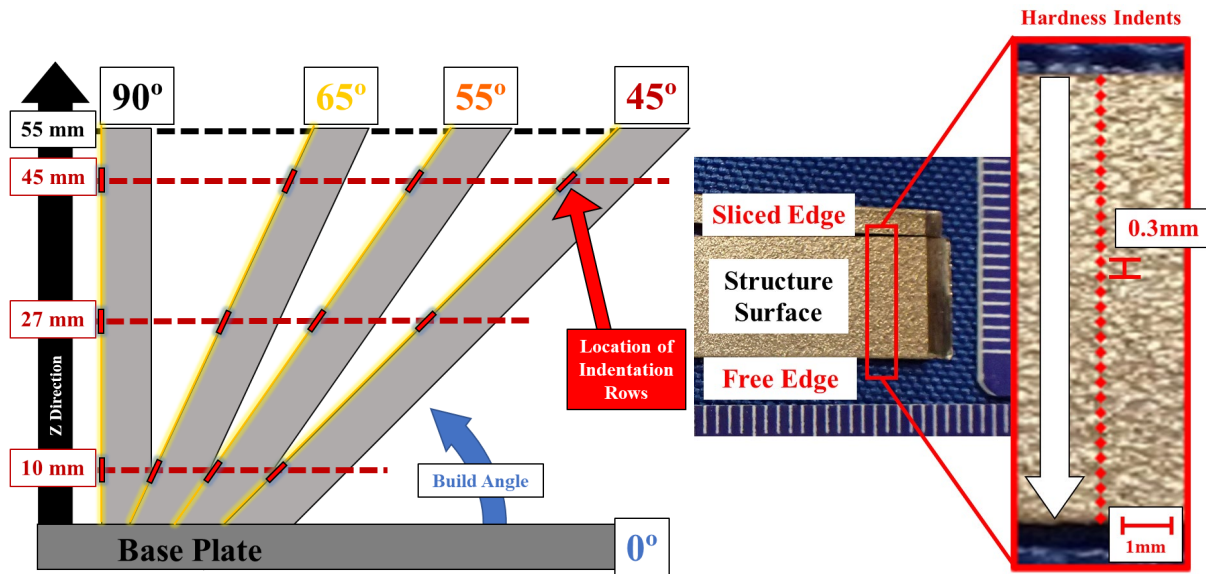 Hardness Indents
90º
65º
55º
45º
55 mm
45 mm
27 mm
10 mm
Z Direction
Location of
Indentation
Rows
Build Angle
Base Plate
0º
Sliced Edge
Structure
Surface
Free Edge
0.3mm
1mm